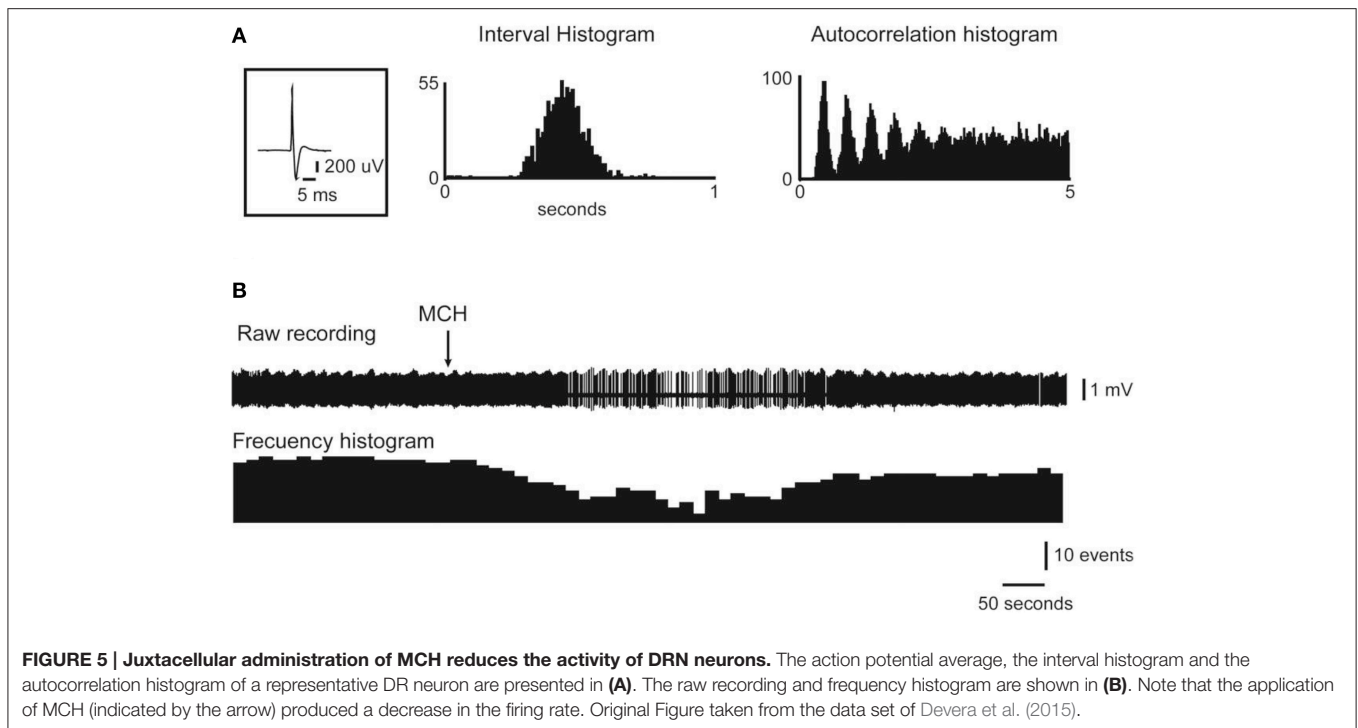 A
Interval Histogram
Autocorrelation histogram
55
0
0
1
seconds
200 uV
5 ms
100
0
0
5
B
MCH
Raw recording
1 mV
Frecuency histogram
10 events
50 seconds
FIGURE 5 | Juxtacellular administration of MCH reduces the activity of DRN neurons. The action potential average, the interval histogram and the
autocorrelation histogram of a representative DR neuron are presented in (A). The raw recording and frequency histogram are shown in (B). Note that the application
of MCH (indicated by the arrow) produced a decrease in the firing rate. Original Figure taken from the data set of Devera et al. (2015).